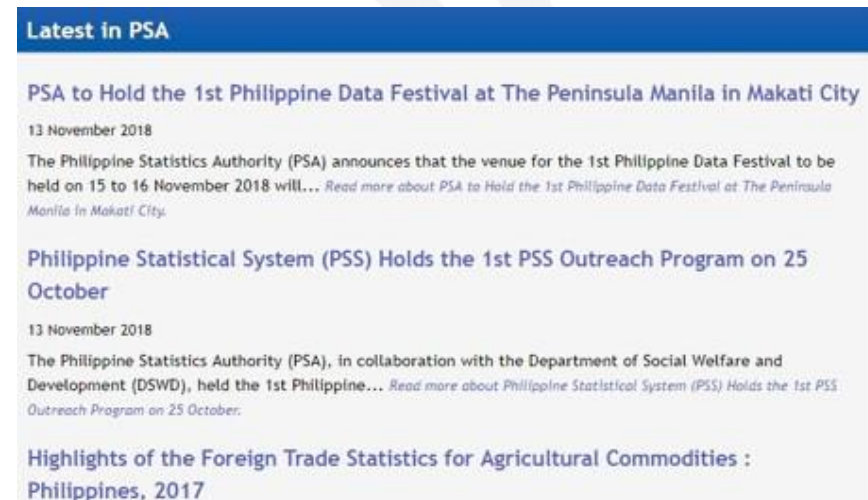 Latest in PSA
PSA to Hold the 1st Philippine Data Festival at The Peninsula Manila in Makati City
13 November 2018
The Philippine Statistics Authority (PSA) announces that the venue for the 1st Philippine Data Festival to be
held on 15 to 16 November 2018 will... Read more about PSA to Hold the 1st Philippine Data Festival at The Peninsula
Manila in Makati City.
Philippine Statistical System (PSS) Holds the 1st PSS Outreach Program on 25
October
13 November 2018
The Philippine Statistics Authority (PSA), in collaboration with the Department of Social Welfare and
Development (DSWD), held the 1st Philippine... Read more about Philippine Statistical System (PSS) Holds the 1st PSS
Outreach Program on 25 October.
Highlights of the Foreign Trade Statistics for Agricultural Commodities :
Philippines, 2017